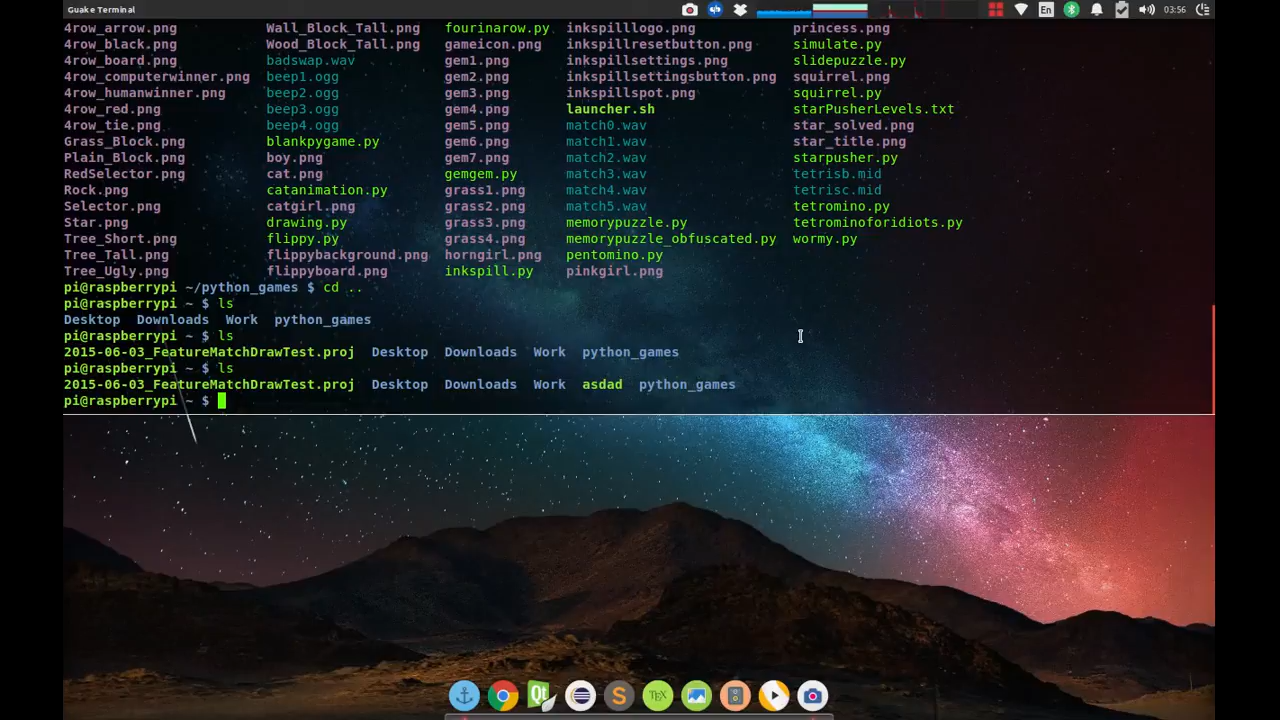 Guake Terminal En 03:56
4row_arrow.png Wall_Block_Tall.png fourinarow.py inkspilllogo.png princess.png
4row_black.png Wood_Block_Tall.png gameicon.png inkspillresetbutton.png simulate.py
4row_board.png badswap.wav gem1.png inkspillsettings.png slidepuzzle.py
4row_computerwinner.png beep1.ogg gem2.png inkspillsettingsbutton.png squirrel.png
4row_humanwinner.png beep2.ogg gem3.png inkspillspot.png squirrel.py
4row_red.png beep3.ogg gem4.png launcher.sh starPusherLevels.txt
4row_tie.png beep4.ogg gem5.png match0.wav star_solved.png
Grass_Block.png blankpygame.py gem6.png match1.wav star_title.png
Plain_Block.png boy.png gem7.png match2.wav starpusher.py
RedSelector.png cat.png gemgem.py match3.wav tetrisb.mid
Rock.png catanimation.py grass1.png match4.wav tetrisc.mid
Selector.png catgirl.png grass2.png match5.wav tetromino.py
Star.png drawing.py grass3.png memorypuzzle.py tetrominoforidiots.py
Tree_Short.png flippy.py grass4.png memorypuzzle_obfuscated.py wormy.py
Tree_Tall.png flippybackground.png horngirl.png pentomino.py
Tree_Ugly.png flippyboard.png inkspill.py pinkgirl.png
pi@raspberrypi ~/python_games $ cd ..
pi@raspberrypi ~ $ ls
Desktop Downloads Work python_games
pi@raspberrypi ~ $ ls
2015-06-03_FeatureMatchDrawTest.proj Desktop Downloads Work python_games
pi@raspberrypi ~ $ ls
2015-06-03_FeatureMatchDrawTest.proj Desktop Downloads Work asdad python_games
pi@raspberrypi ~ $
Qt S TEX